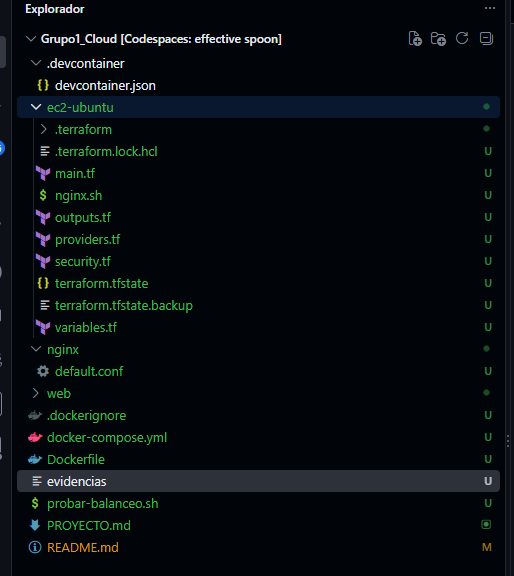 Explorador
Grupo1_Cloud [Codespaces: effective spoon]
.devcontainer
devcontainer.json
ec2-ubuntu
.terraform
.terraform.lock.hcl U
main.tf U
$ nginx.sh U
outputs.tf U
providers.tf U
security.tf U
{} terraform.tfstate U
terraform.tfstate.backup U
variables.tf U
nginx
default.conf U
web
.dockerignore U
docker-compose.yml U
Dockerfile U
evidencias U
$ probar-balanceo.sh U
PROYECTO.md
README.md M